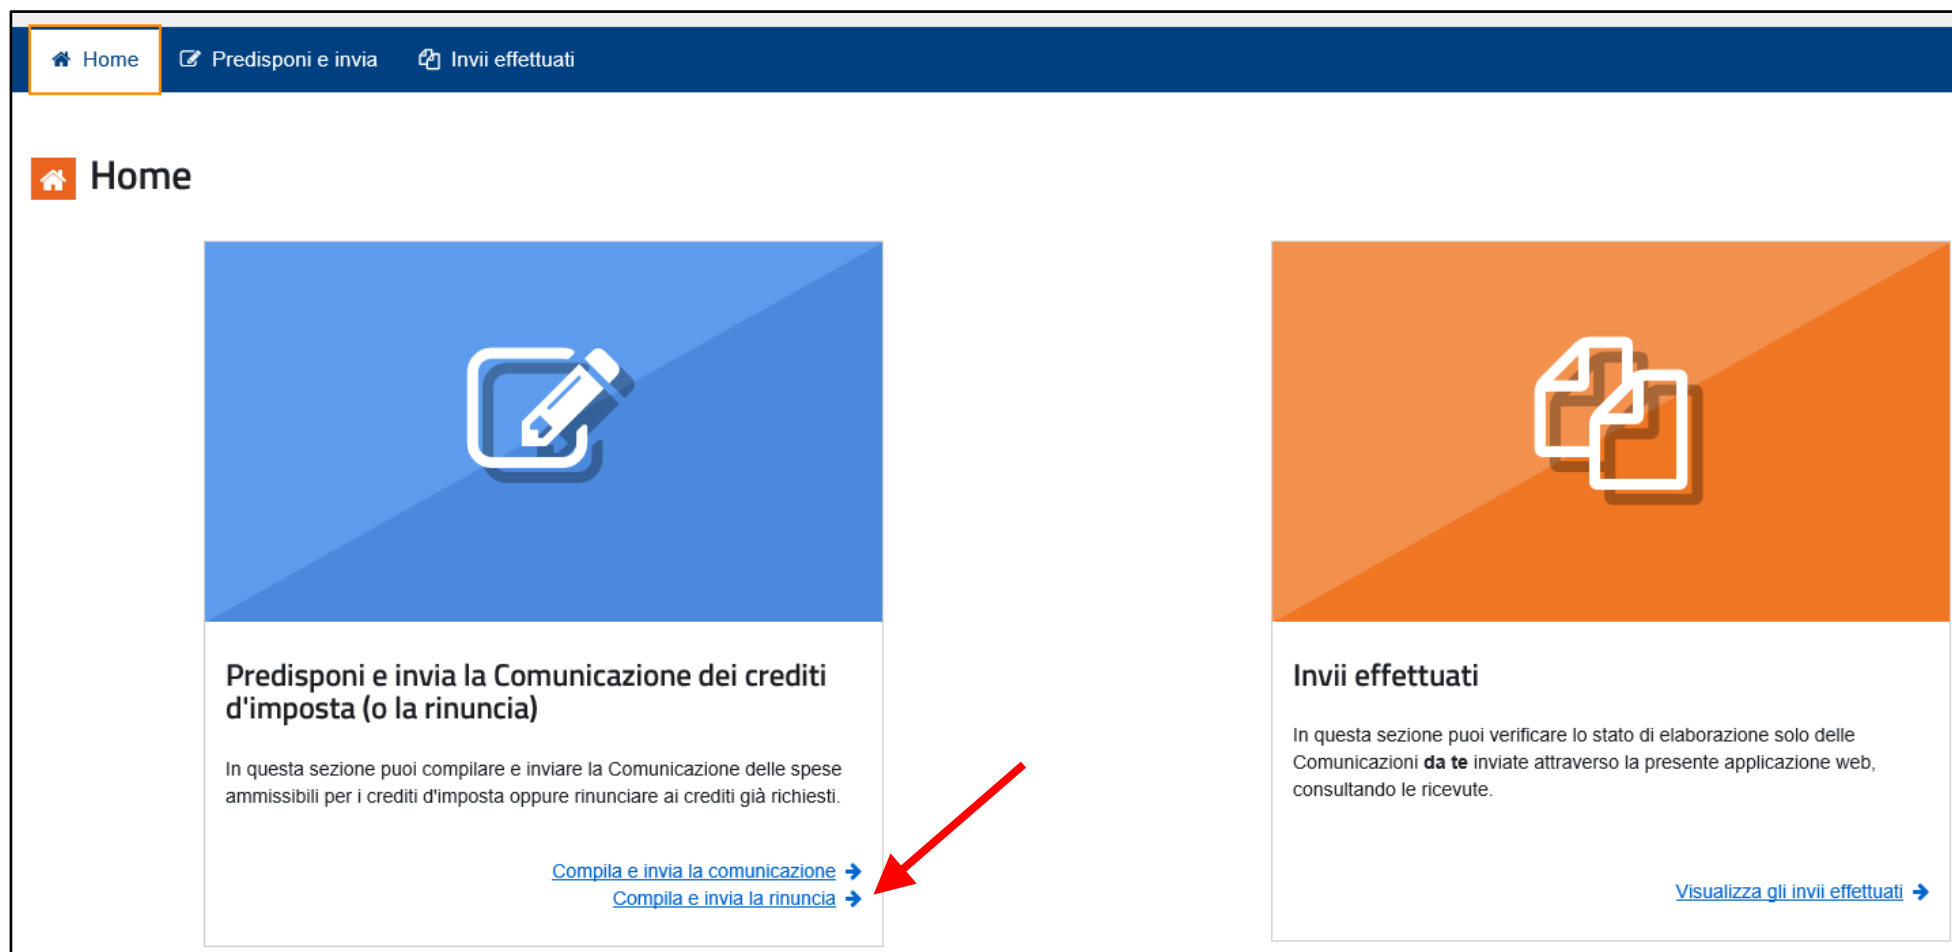 Home Predisponi e invia Invii effettuati
Home
Predisponi e invia la Comunicazione dei crediti
d'imposta (o la rinuncia)
In questa sezione puoi compilare e inviare la Comunicazione delle spese
ammissibili per i crediti d'imposta oppure rinunciare ai crediti già richiesti.
Compila e invia la comunicazione
Compila e invia la rinuncia
Invii effettuati
In questa sezione puoi verificare lo stato di elaborazione solo delle
Comunicazioni da te inviate attraverso la presente applicazione web,
consultando le ricevute.
Visualizza gli invii effettuati